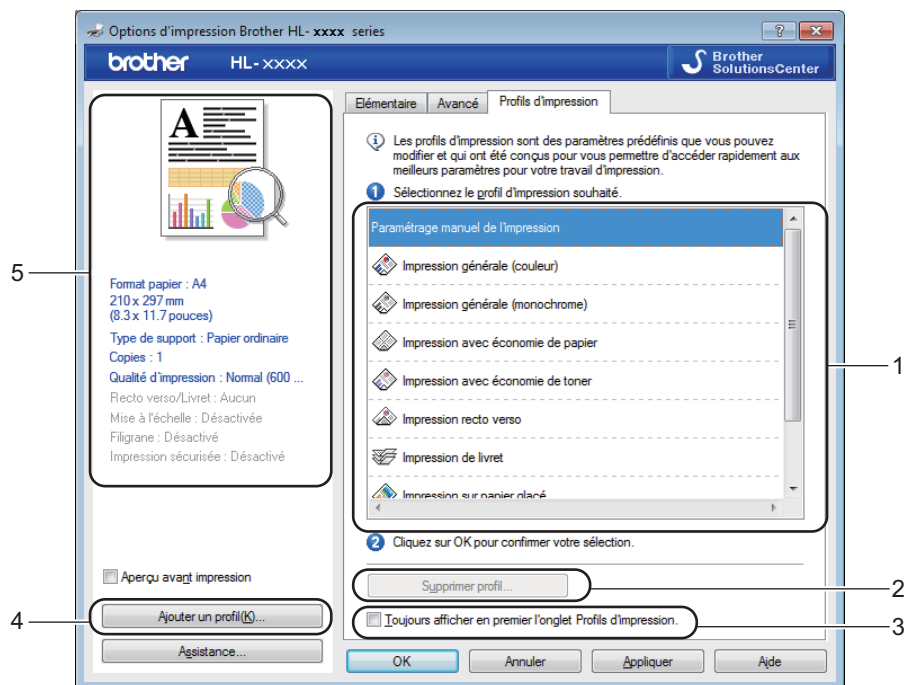 Options d'impression Brother HL- xxxx series
brother HL-xxxx
Brother
SolutionsCenter
A
Format papier : A4
210 x 297 mm
(8.3 x 11.7 pouces)
Type de support : Papier ordinaire
Copies : 1
Qualité d'impression : Normal (600 ...
Recto verso/Livret : Aucun
Mise à l'échelle : Désactivée
Filigrane : Désactivé
Impression sécurisée : Désactivé
Aperçu avant impression
Ajouter un profil(K)...
Assistance...
Elémentaire Avancé Profils d'impression
Les profils d'impression sont des paramètres prédéfinis que vous pouvez
modifier et qui ont été conçus pour vous permettre d'accéder rapidement aux
meilleurs paramètres pour votre travail d'impression.
1 Sélectionnez le profil d'impression souhaité.
Paramétrage manuel de l'impression
Impression générale (couleur)
Impression générale (monochrome)
Impression avec économie de papier
Impression avec économie de toner
Impression recto verso
Impression de livret
Impression sur papier glacé
2 Cliquez sur OK pour confirmer votre sélection.
Supprimer profil...
Toujours afficher en premier l'onglet Profils d'impression.
OK Annuler Appliquer Aide
5
4
1
2
3